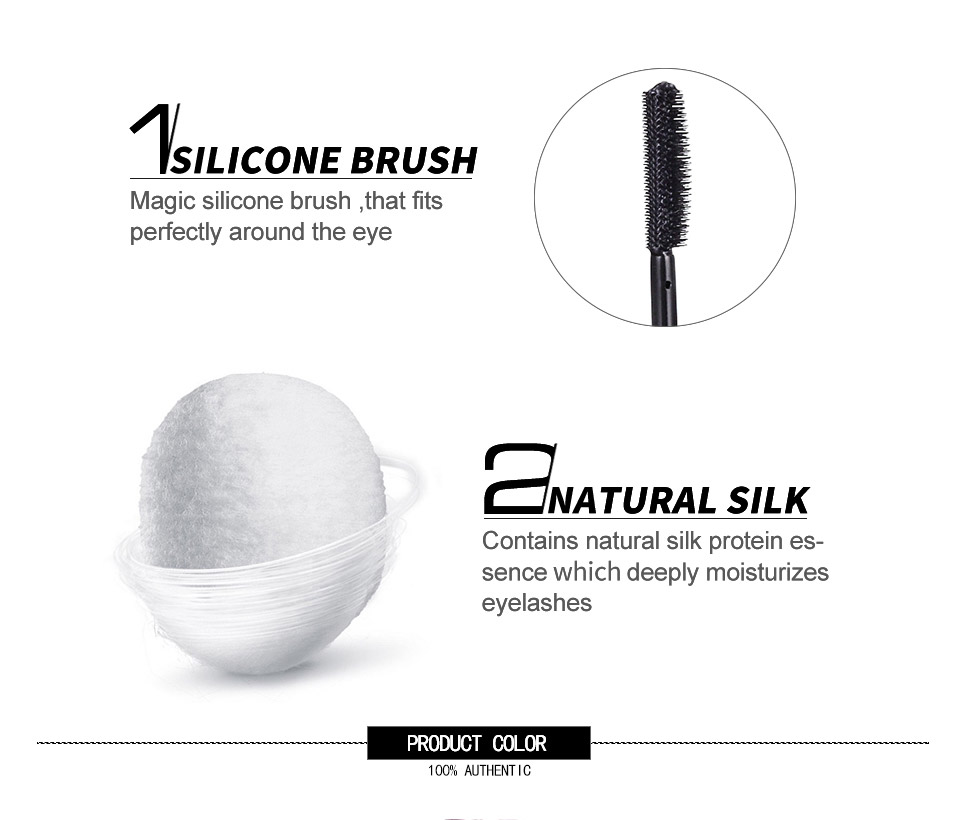 1 SILICONE BRUSH
Magic silicone brush ,that fits
perfectly around the eye
2 NATURAL SILK
Contains natural silk protein es-
sence which deeply moisturizes
eyelashes
PRODUCT COLOR
100% AUTHENTIC